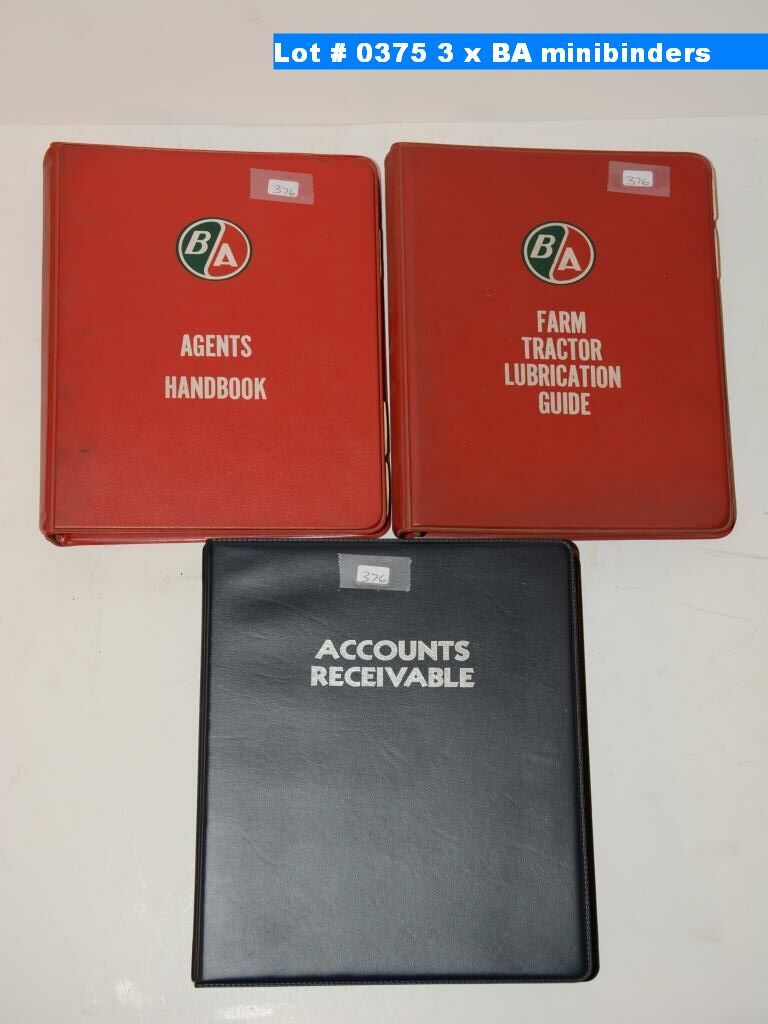 Lot # 0375 3 x BA minibinders
376
BA
AGENTS
HANDBOOK
376
BA
FARM
TRACTOR
LUBRICATION
GUIDE
376
ACCOUNTS
RECEIVABLE